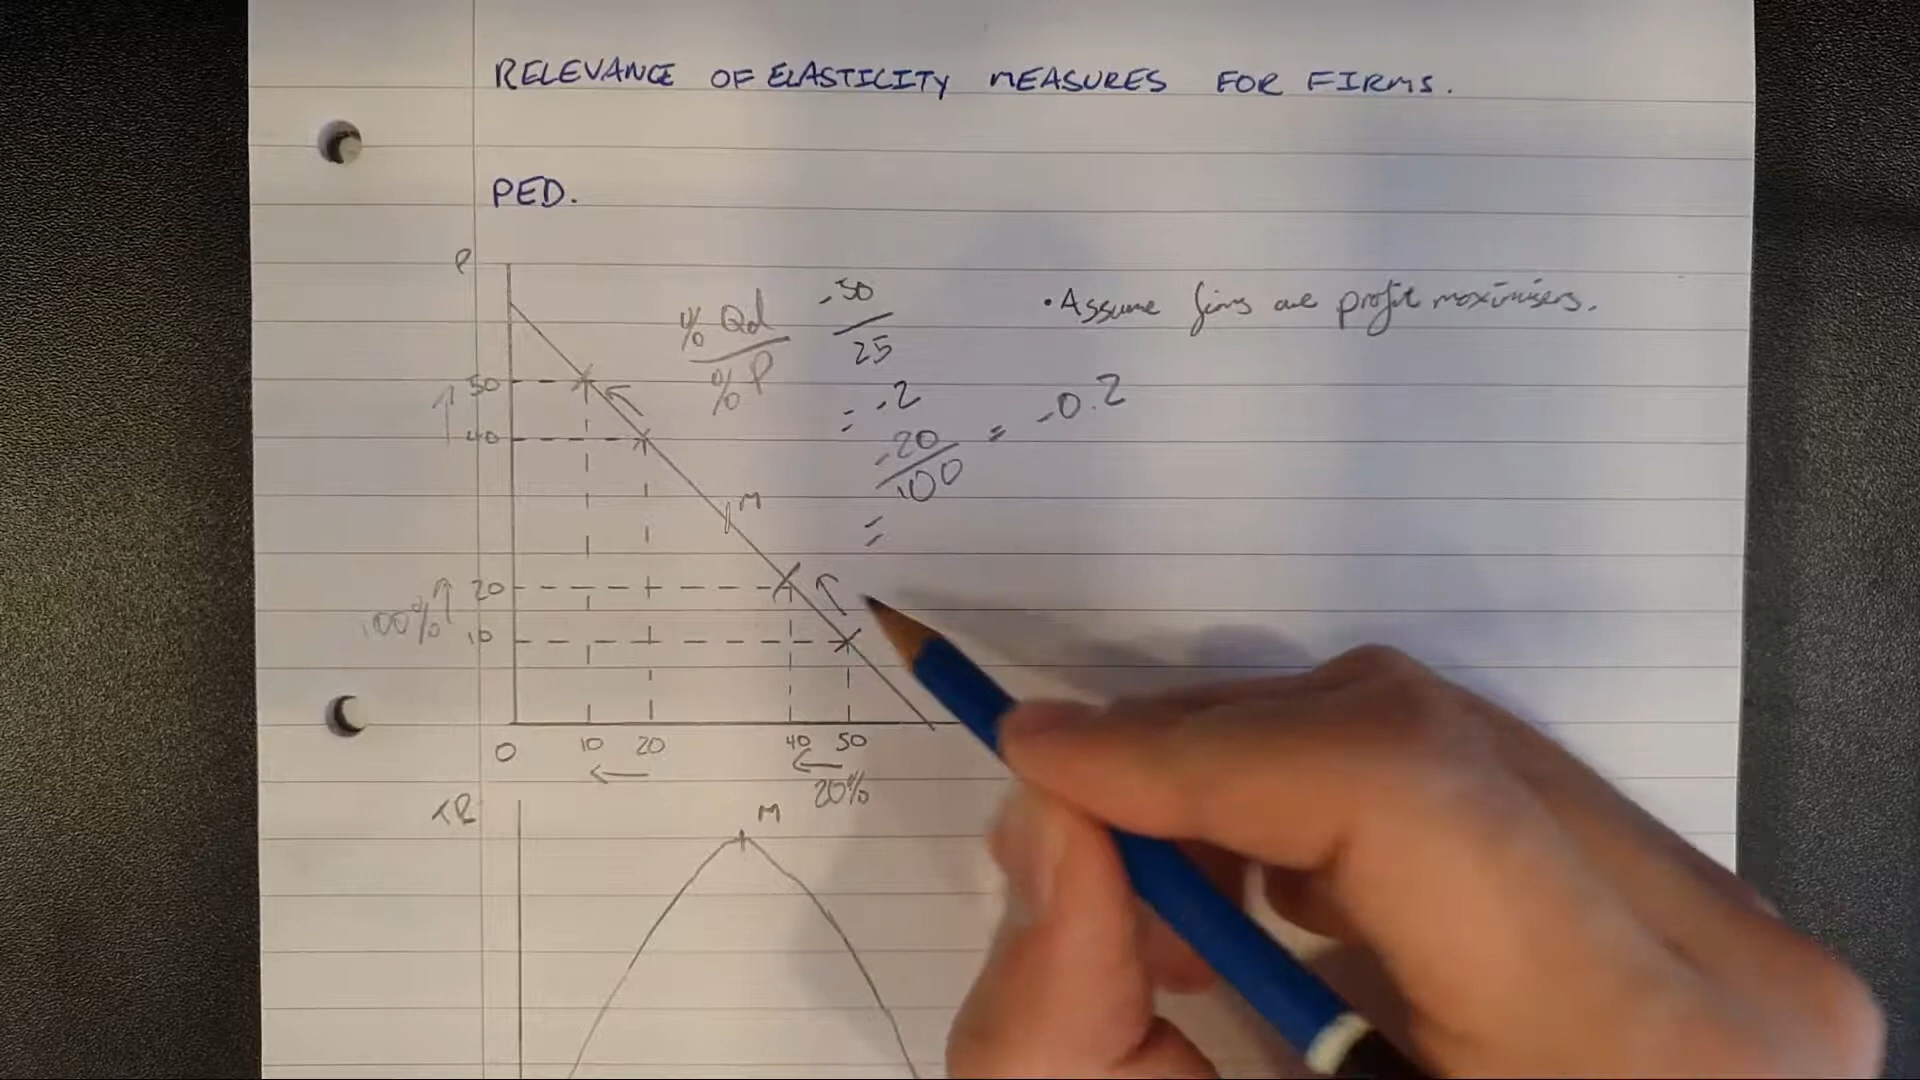 RELEVANCE OF ELASTICITY MEASURES FOR FIRMS.
PED.
P
% Qd
% P
-50
25
= -2
-20
100
= -0.2
=
• Assume firms are profit maximisers.
50
40
M
20
10
100%
0 10 20 40 50
20%
TR
M